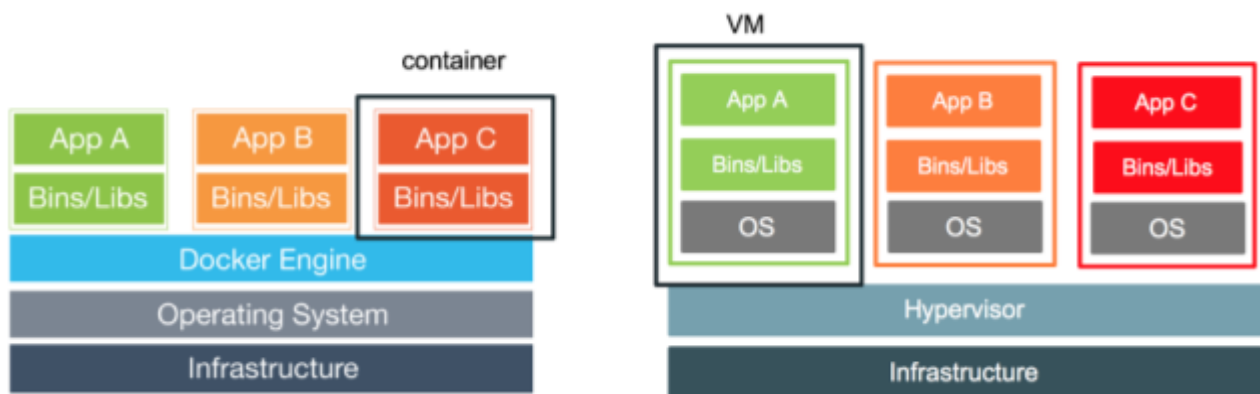 container
App A
App B
App C
Bins/Libs
Bins/Libs
Bins/Libs
Docker Engine
Operating System
Infrastructure
VM
App A
App B
App C
Bins/Libs
Bins/Libs
Bins/Libs
OS
OS
OS
Hypervisor
Infrastructure